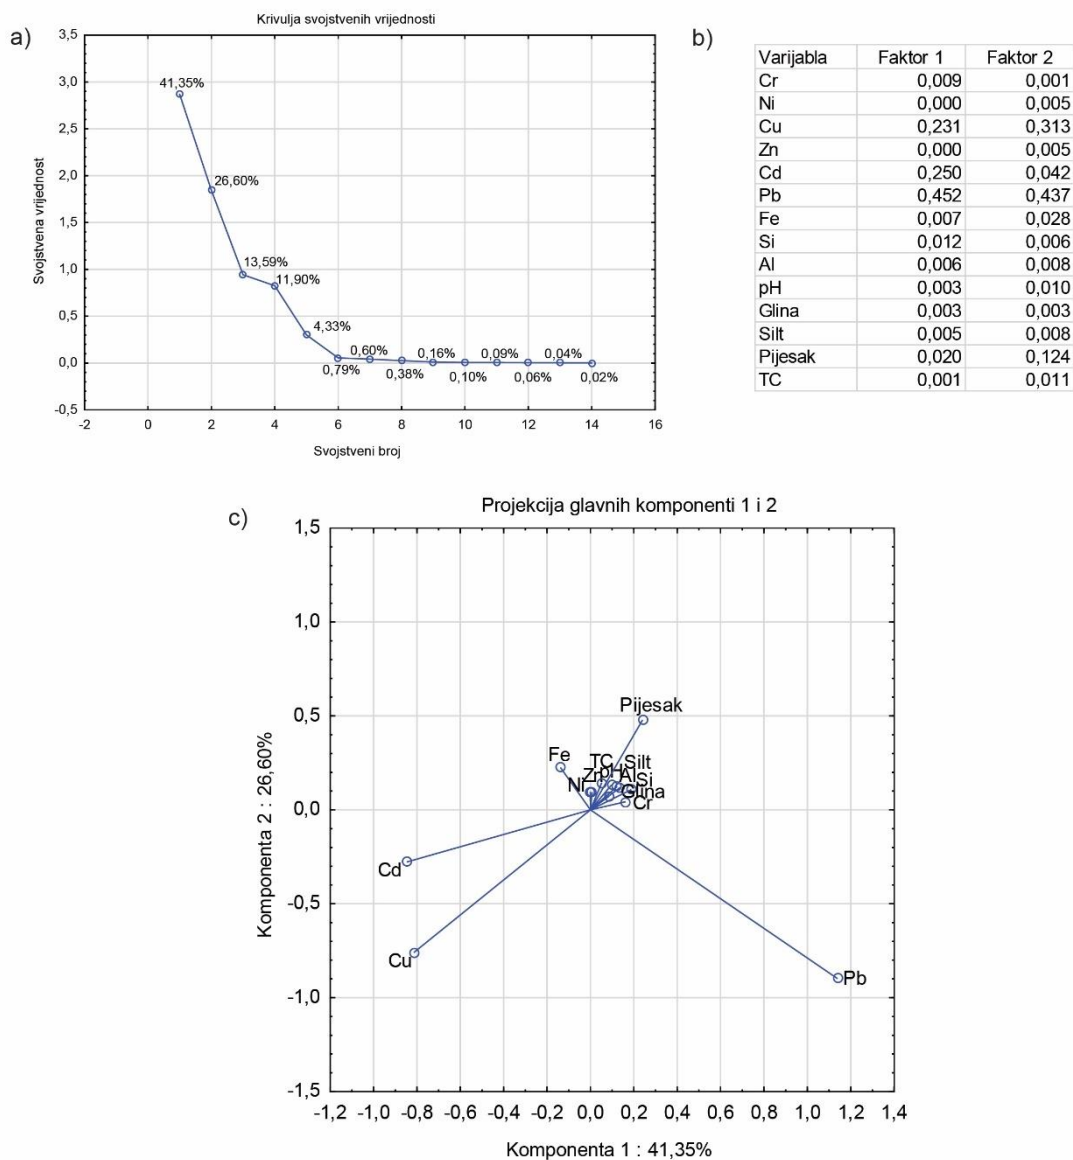 a)
Krivulja svojstvenih vrijednosti
3,5
3,0
2,5
2,0
1,5
1,0
0,5
0,0
-0,5
Svojstvena vrijednost
41,35%
26,60%
13,59%
11,90%
4,33%
0,79%
0,60%
0,38%
0,16%
0,10%
0,09%
0,06%
0,04%
0,02%
-2 0 2 4 6 8 10 12 14 16
Svojstveni broj
b)
Varijabla Faktor 1 Faktor 2
Cr 0,009 0,001
Ni 0,000 0,005
Cu 0,231 0,313
Zn 0,000 0,005
Cd 0,250 0,042
Pb 0,452 0,437
Fe 0,007 0,028
Si 0,012 0,006
Al 0,006 0,008
pH 0,003 0,010
Glina 0,003 0,003
Silt 0,005 0,008
Pijesak 0,020 0,124
TC 0,001 0,011
c)
Projekcija glavnih komponenti 1 i 2
1,5
1,0
0,5
0,0
-0,5
-1,0
-1,5
Komponenta 2 : 26,60%
Pijesak
Fe
TC
Silt
Zn
pH
Al
Si
Ni
Glina
Cr
Cd
Cu
Pb
-1,2 -1,0 -0,8 -0,6 -0,4 -0,2 0,0 0,2 0,4 0,6 0,8 1,0 1,2 1,4
Komponenta 1 : 41,35%